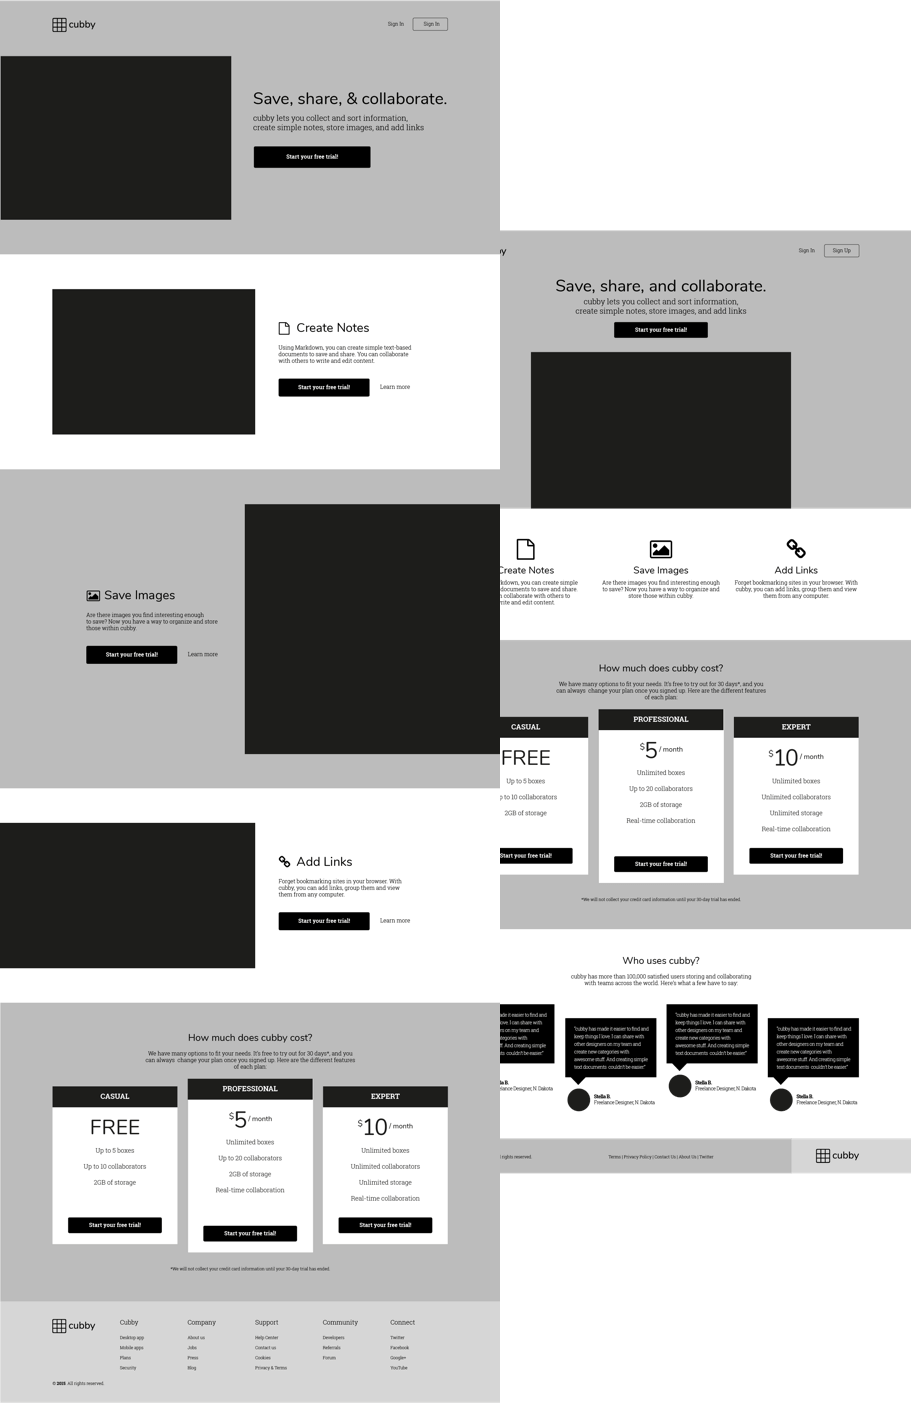 cubby
Sign In
Sign In
Save, share, & collaborate.
cubby lets you collect and sort information,
create simple notes, store images, and add links
Start your free trial!
Create Notes
Using Markdown, you can create simple text-based
documents to save and share. You can collaborate
with others to write and edit content.
Start your free trial!
Learn more
Save Images
Are there images you find interesting enough
to save? Now you have a way to organize and store
those within cubby.
Start your free trial!
Learn more
Add Links
Forget bookmarking sites in your browser. With
cubby, you can add links, group them and view
them from any computer.
Start your free trial!
Learn more
How much does cubby cost?
We have many options to fit your needs. It's free to try out for 30 days*, and you
can always change your plan once you signed up. Here are the different features
of each plan:
CASUAL
FREE
Up to 5 boxes
Up to 10 collaborators
2GB of storage
Start your free trial!
PROFESSIONAL
$5 / month
Unlimited boxes
Up to 20 collaborators
2GB of storage
Real-time collaboration
Start your free trial!
EXPERT
$10 / month
Unlimited boxes
Unlimited collaborators
Unlimited storage
Real-time collaboration
Start your free trial!
*We will not collect your credit card information until your 30-day trial has ended.
cubby
Cubby
Desktop app
Mobile apps
Plans
Security
Company
About us
Jobs
Press
Blog
Support
Help Center
Contact us
Cookies
Privacy & Terms
Community
Developers
Referrals
Forum
Connect
Twitter
Facebook
Google+
YouTube
© 2015. All rights reserved.
y
Sign In
Sign Up
Save, share, and collaborate.
cubby lets you collect and sort information,
create simple notes, store images, and add links
Start your free trial!
Create Notes
kdown, you can create simple
documents to save and share.
collaborate with others to
write and edit content.
Save Images
Are there images you find interesting enough
to save? Now you have a way to organize and
store those within cubby.
Add Links
Forget bookmarking sites in your browser. With
cubby, you can add links, group them and view
them from any computer.
How much does cubby cost?
We have many options to fit your needs. It's free to try out for 30 days*, and you
can always change your plan once you signed up. Here are the different features
of each plan:
CASUAL
FREE
Up to 5 boxes
p to 10 collaborators
2GB of storage
Start your free trial!
PROFESSIONAL
$5 / month
Unlimited boxes
Up to 20 collaborators
2GB of storage
Real-time collaboration
Start your free trial!
EXPERT
$10 / month
Unlimited boxes
Unlimited collaborators
Unlimited storage
Real-time collaboration
Start your free trial!
*We will not collect your credit card information until your 30-day trial has ended.
Who uses cubby?
cubby has more than 100,000 satisfied users storing and collaborating
with teams across the world. Here's what a few have to say:
ade it easier to find and
love. I can share with
rs on my team and
tegories with
ff. And creating simple
ts couldn't be easier"
Stella B.
Freelance Designer, N. Dakota
"cubby has made it easier to find and
keep things I love. I can share with
other designers on my team and
create new categories with
awesome stuff. And creating simple
text documents couldn't be easier"
Stella B.
Freelance Designer, N. Dakota
"cubby has made it easier to find and
keep things I love. I can share with
other designers on my team and
create new categories with
awesome stuff. And creating simple
text documents couldn't be easier"
Stella B.
Freelance Designer, N. Dakota
"cubby has made it easier to find and
keep things I love. I can share with
other designers on my team and
create new categories with
awesome stuff. And creating simple
text documents couldn't be easier"
Stella B.
Freelance Designer, N. Dakota
rights reserved.
Terms | Privacy Policy | Contact Us | About Us | Twitter
cubby